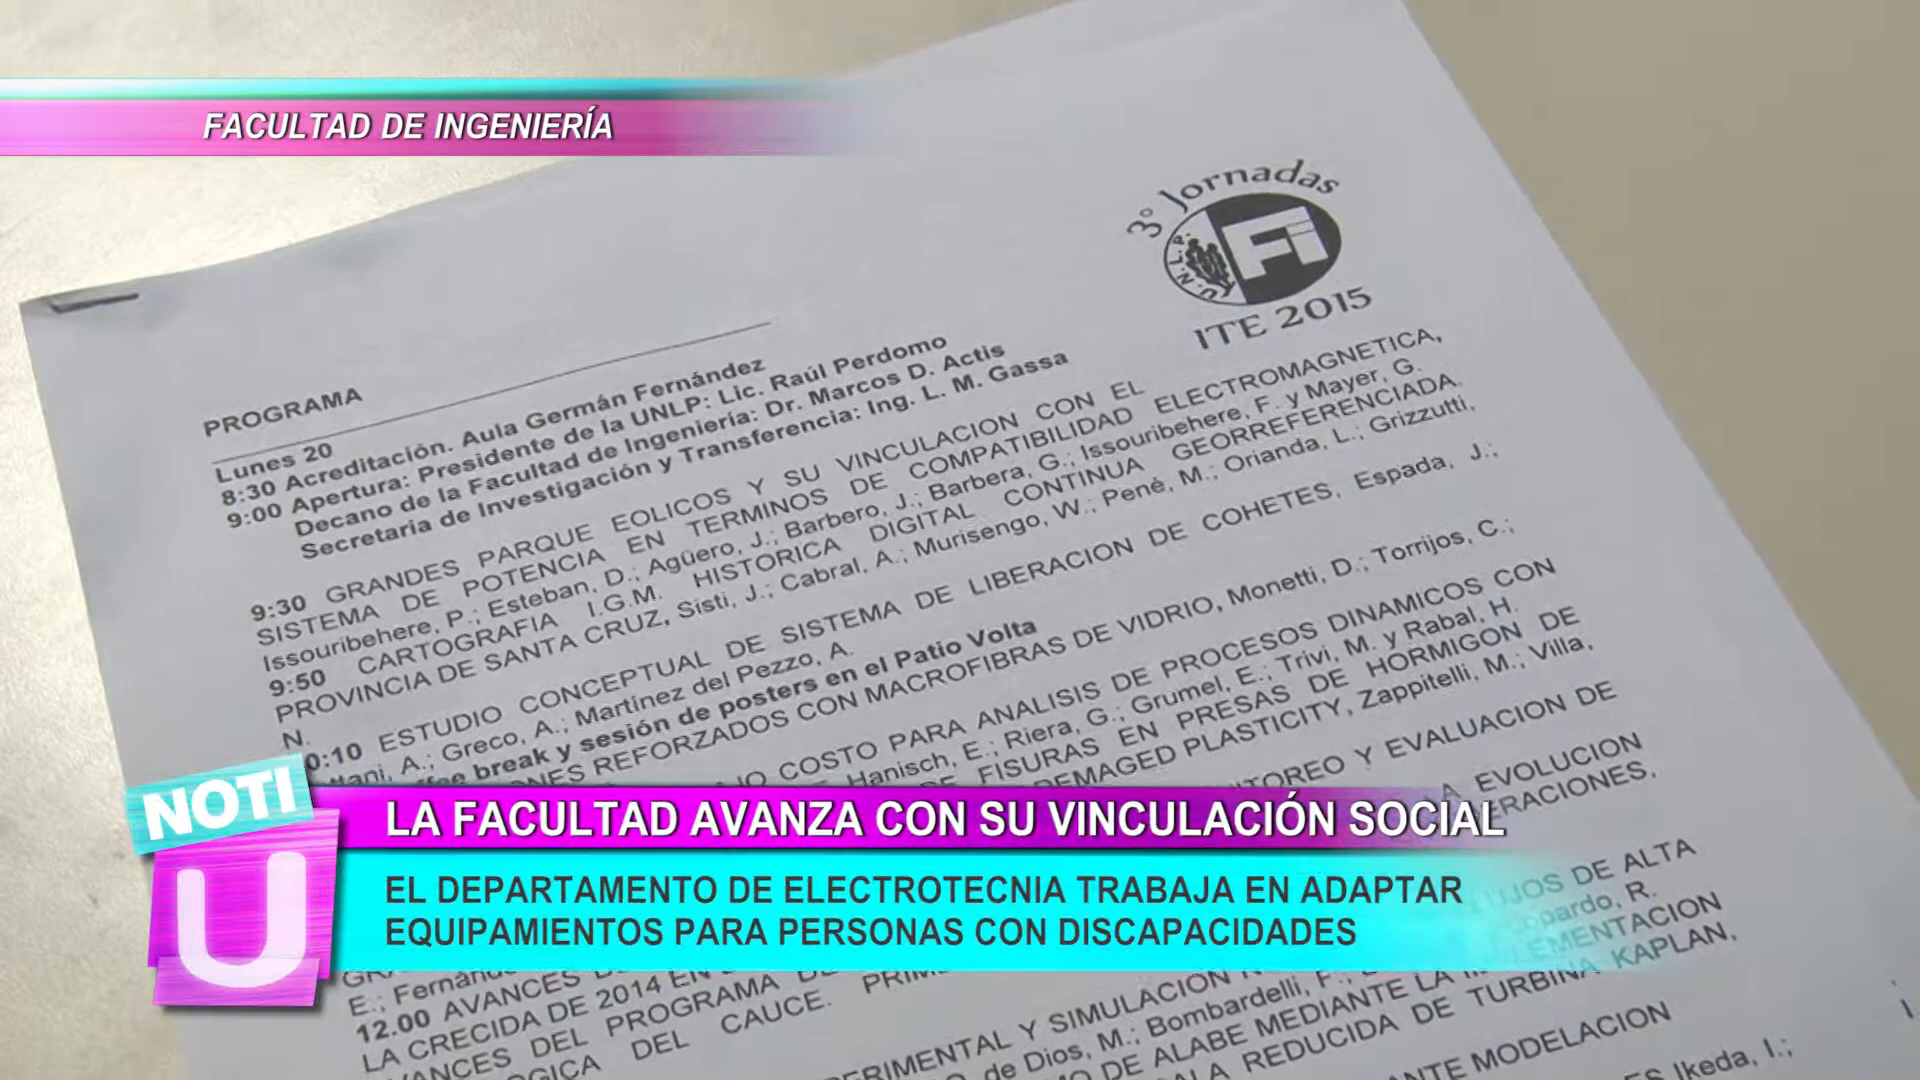 FACULTAD DE INGENIERÍA
3º Jornadas
Fi
U.N.L.P.
ITE 2015
PROGRAMA
Lunes 20
8:30 Acreditación. Aula Germán Fernández
9:00 Apertura: Presidente de la UNLP: Lic. Raúl Perdomo
Decano de la Facultad de Ingeniería: Dr. Marcos D. Actis
Secretaria de Investigación y Transferencia: Ing. L. M. Gassa
9:30 GRANDES PARQUE EOLICOS Y SU VINCULACION CON EL
SISTEMA DE POTENCIA EN TERMINOS DE COMPATIBILIDAD ELECTROMAGNETICA,
Issouribehere, P.; Esteban, D.; Agüero, J.; Barbero, J.; Barbera, G.; Issouribehere, F. y Mayer, G.
9:50 CARTOGRAFIA I.G.M. HISTORICA DIGITAL CONTINUA GEORREFERENCIADA.
PROVINCIA DE SANTA CRUZ, Sisti, J.; Cabral, A.; Murisengo, W.; Pené, M.; Orianda, L.; Grizzutti,
N.
0:10 ESTUDIO CONCEPTUAL DE SISTEMA DE LIBERACION DE COHETES, Espada, J.;
A.; Greco, A.; Martínez del Pezzo, A.
break y sesión de posters en el Patio Volta
REFORZADOS CON MACROFIBRAS DE VIDRIO, Monetti, D.; Torrijos, C.;
COSTO PARA ANALISIS DE PROCESOS DINAMICOS CON
Hanisch, E.; Riera, G.; Grumel, E.; Trivi, M. y Rabal, H.
DE FISURAS EN PRESAS DE HORMIGON DE
DEMAGED PLASTICITY, Zappitelli, M.; Villa,
Y EVALUACION DE
LA EVOLUCION
NOTI
U
LA FACULTAD AVANZA CON SU VINCULACIÓN SOCIAL
EL DEPARTAMENTO DE ELECTROTECNIA TRABAJA EN ADAPTAR
EQUIPAMIENTOS PARA PERSONAS CON DISCAPACIDADES
DE ALTA
R.
E.;
12.00 AVANCES
LA CRECIDA DE 2014 EN
DEL PROGRAMA
DEL CAUCE.
Y SIMULACION
de Dios, M.; Bombardelli, F.;
DE ALABE MEDIANTE LA
REDUCIDA DE TURBINA KAPLAN,
MODELACION
Ikeda, I.;